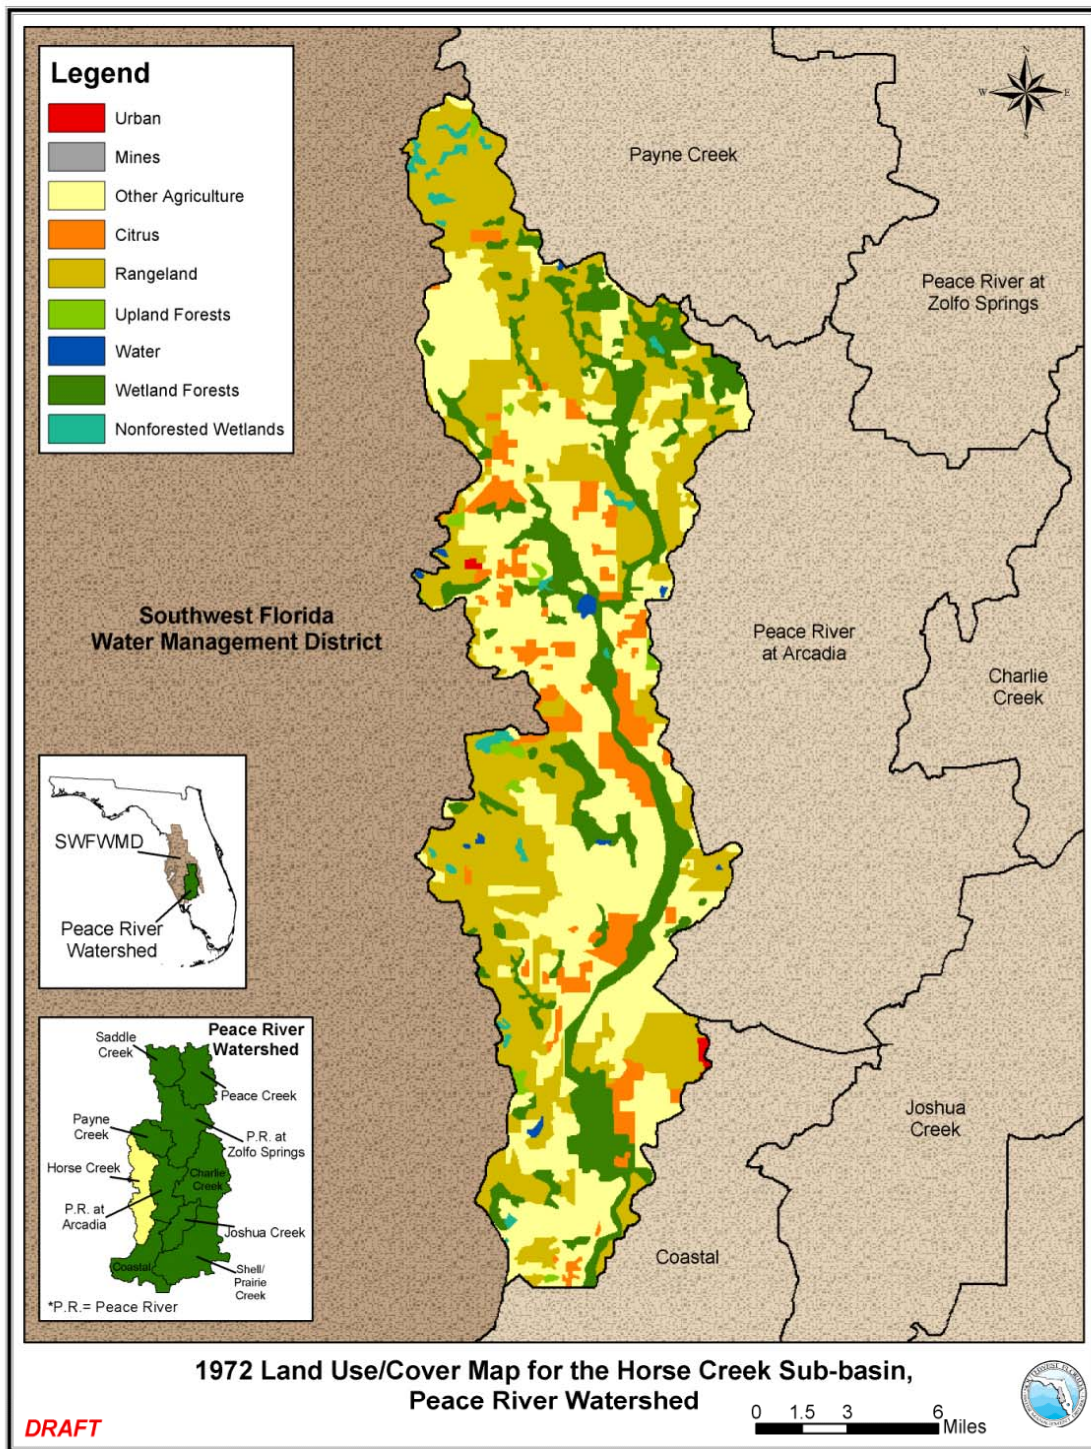 Legend
Urban
Mines
Other Agriculture
Citrus
Rangeland
Upland Forests
Water
Wetland Forests
Nonforested Wetlands
N
W
E
S
Payne Creek
Peace River at
Zolfo Springs
Southwest Florida
Water Management District
Peace River
at Arcadia
Charlie
Creek
Joshua
Creek
Coastal
SWFWMD
Peace River
Watershed
Peace River
Watershed
Saddle
Creek
Peace Creek
Payne
Creek
P.R. at
Zolfo Springs
Horse Creek
Charlie
Creek
P.R. at
Arcadia
Joshua Creek
Coastal
Shell/
Prairie
Creek
*P.R.= Peace River
1972 Land Use/Cover Map for the Horse Creek Sub-basin,
Peace River Watershed
DRAFT
0 1.5 3 6
Miles